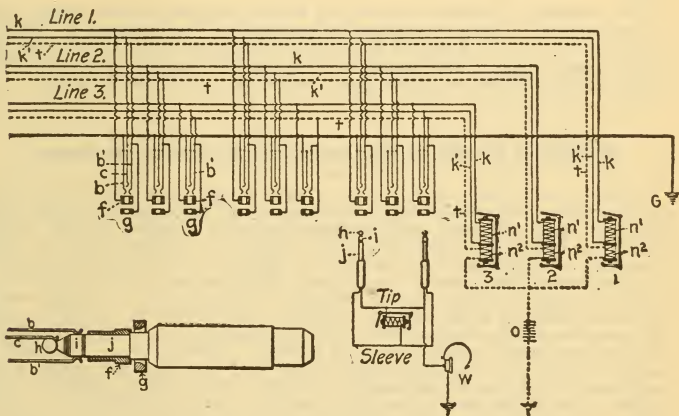 k Line 1.
k' t Line 2. k
t k'
Line 3. t
b' b' k' k k' k
c t G
b
f f
g g t
h i n' n' n'
j n² n² n²
3 2 1
Tip
b O
c h i j
b' Sleeve
f g W